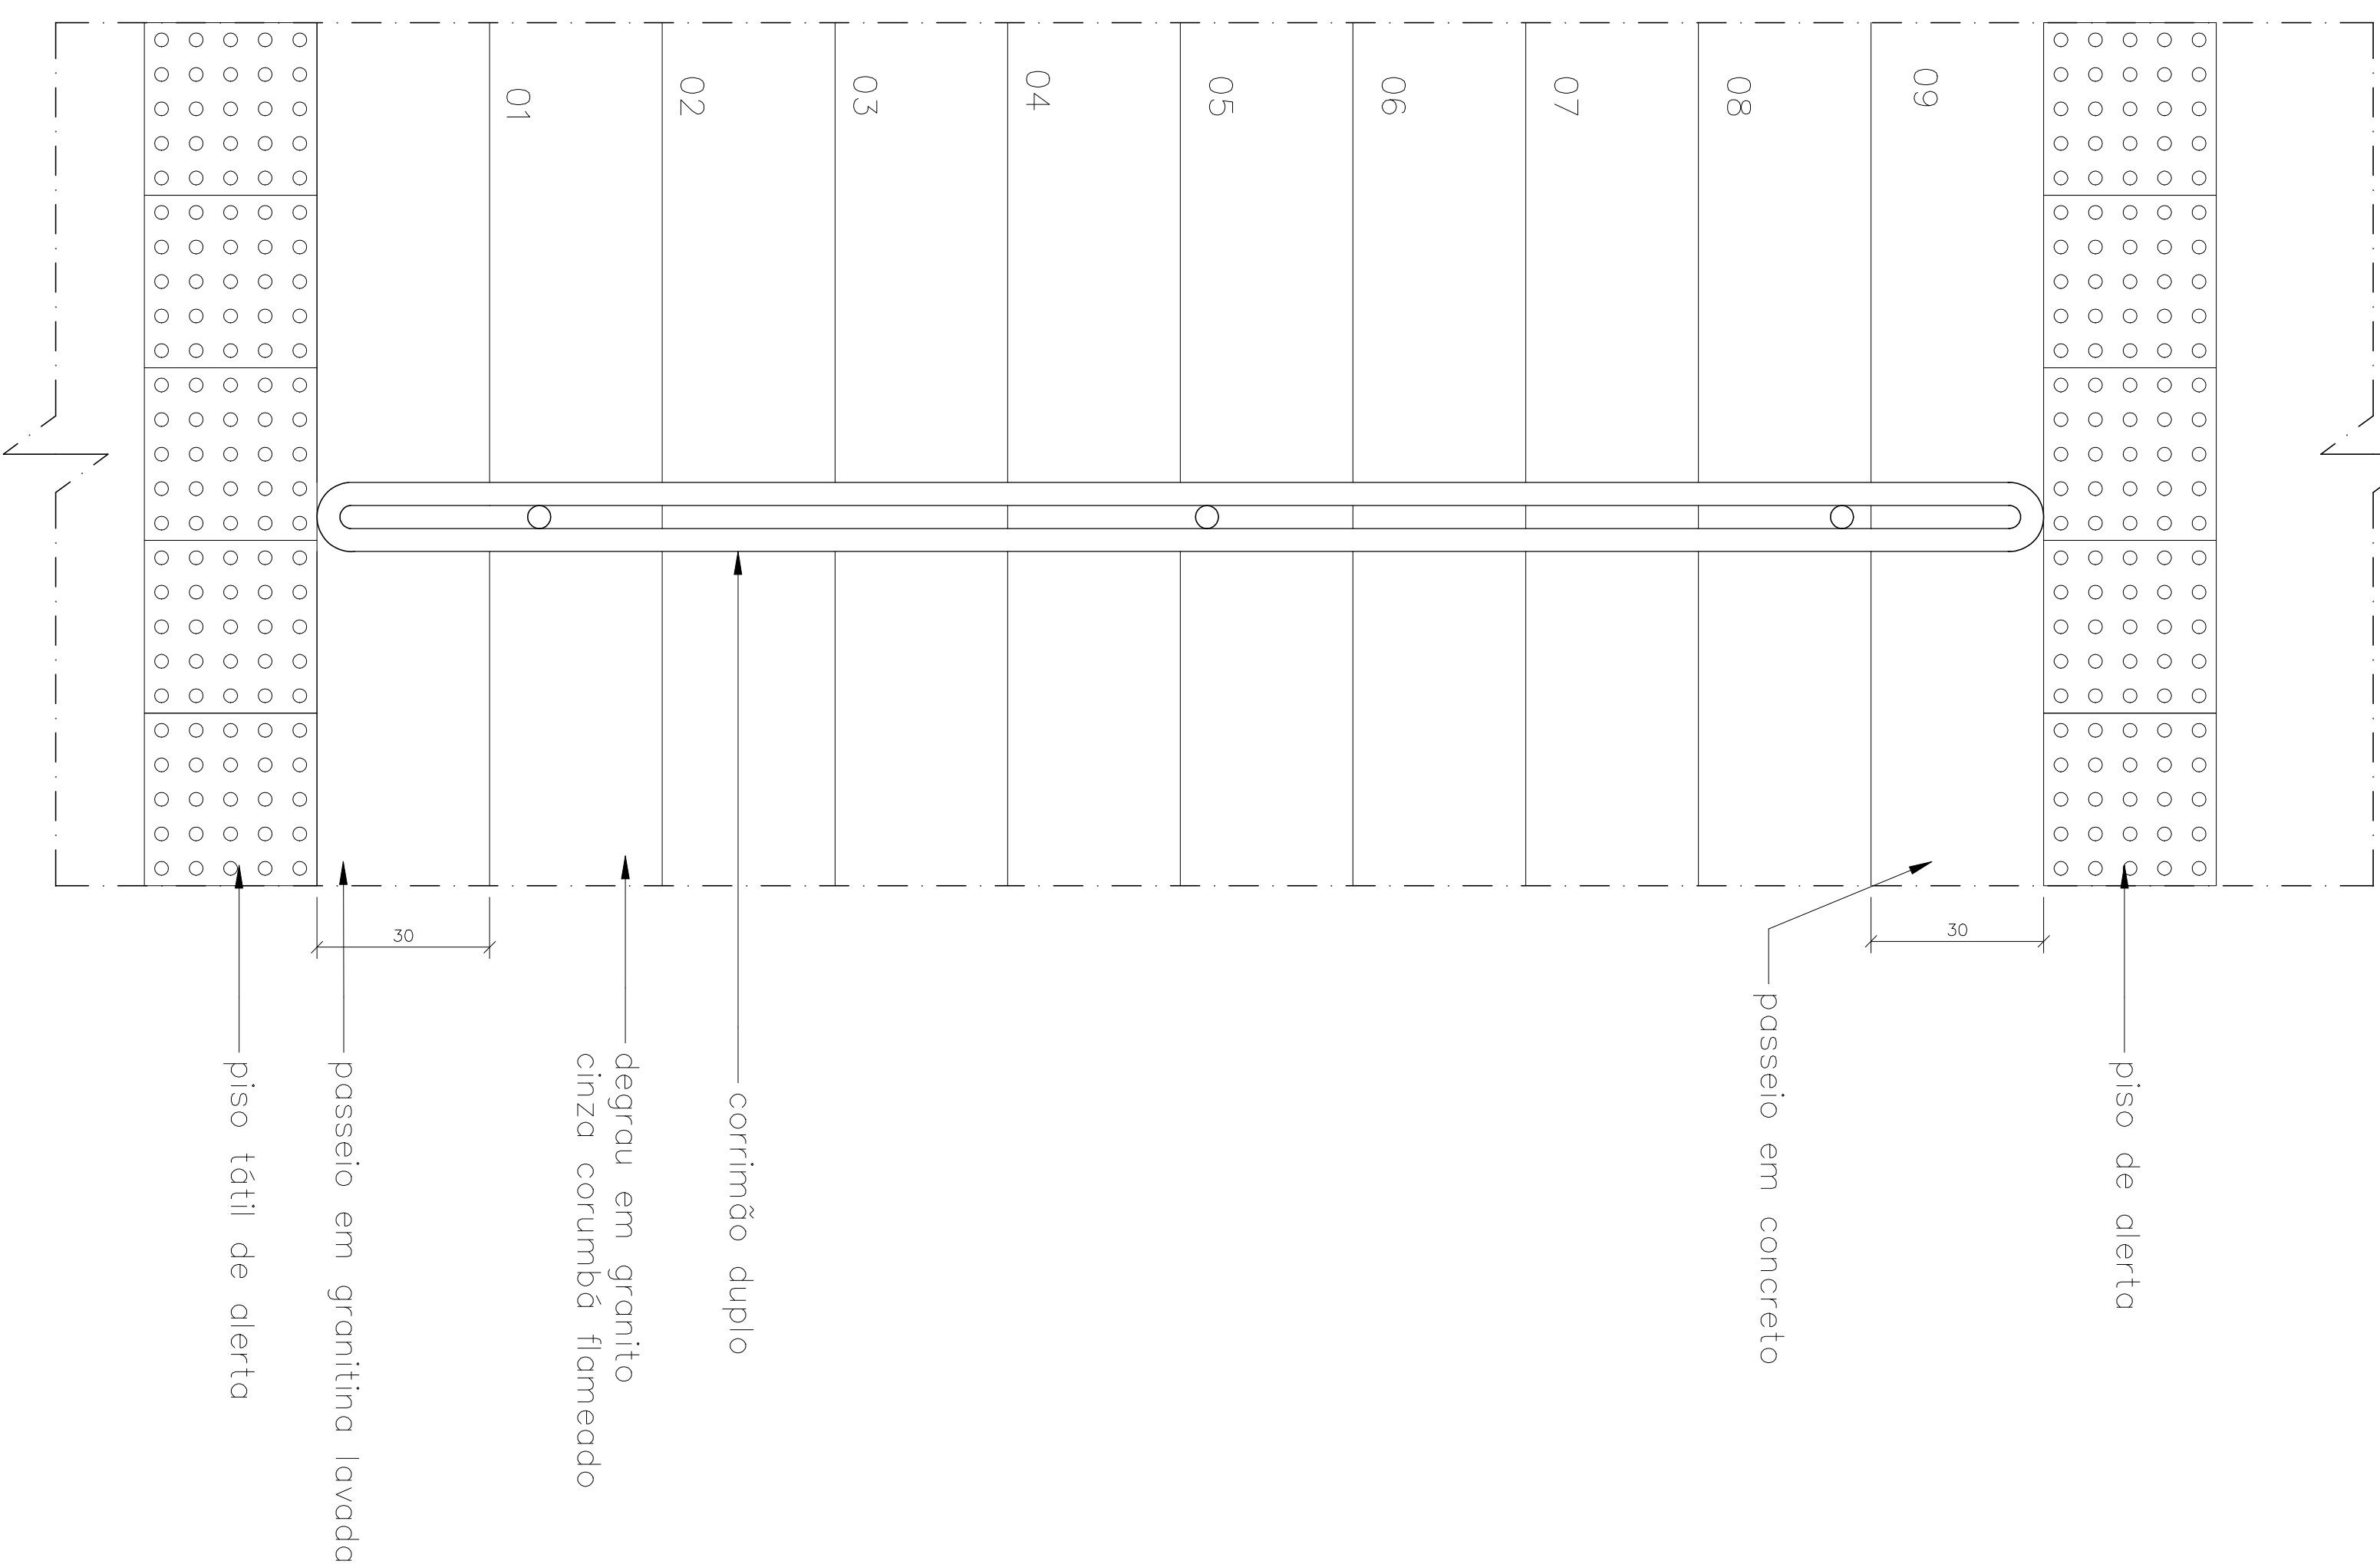 01
02
03
04
05
06
07
08
09
30
30
piso tátil de alerta
passeio em granitina lavada
degrau em granito
cinza corumbá flameado
corrimão duplo
passeio em concreto
piso de alerta